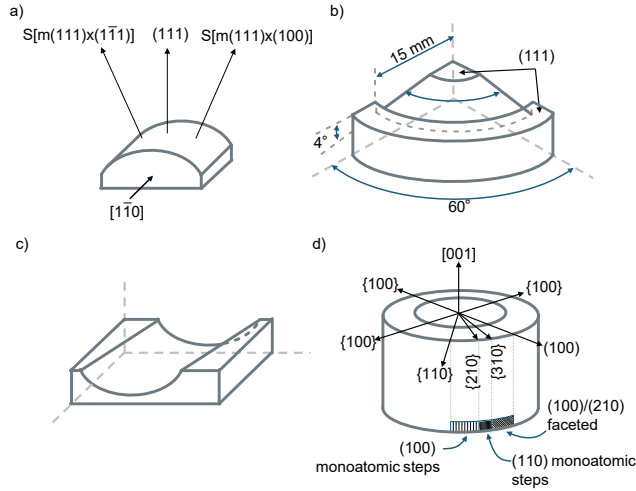 a)
S[m(111)x(11̅1)]
(111)
S[m(111)x(100)]
[11̅0]
b)
15 mm
(111)
4°
60°
c)
d)
[001]
{100}
{100}
{100}
{110}
{210}
{310}
(100)
(100)/(210)
faceted
(100)
monoatomic steps
(110) monoatomic
steps